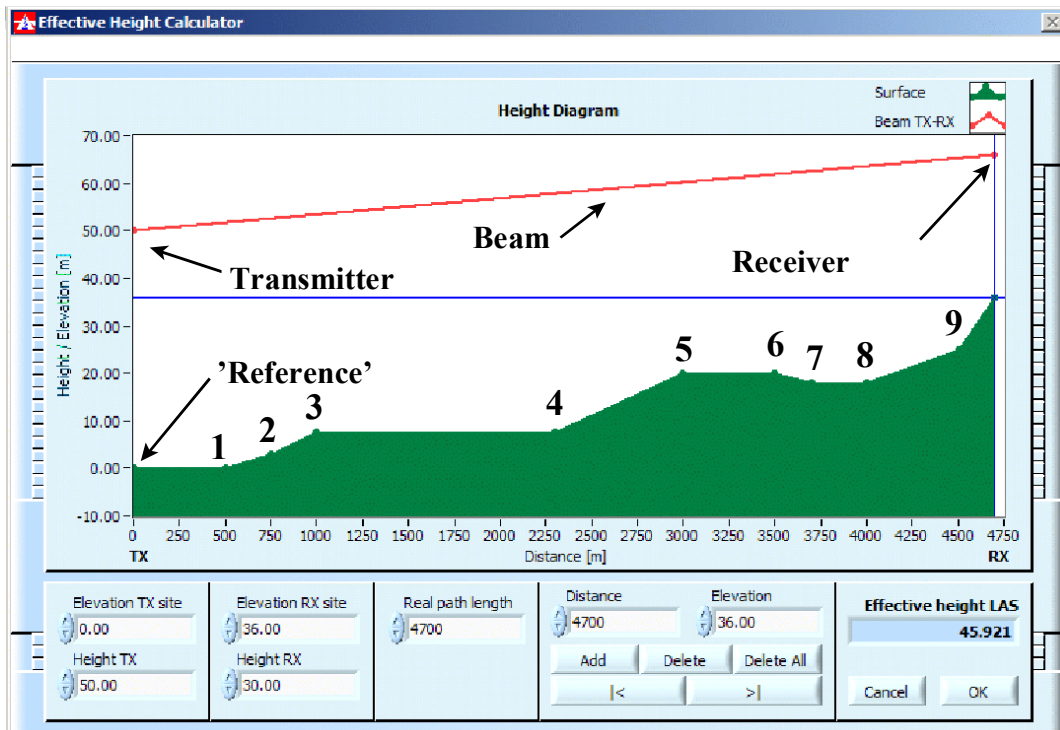 Effective Height Calculator
Height Diagram
Surface
Beam TX-RX
Height / Elevation [m]
70.00
60.00
50.00
40.00
30.00
20.00
10.00
0.00
-10.00
Transmitter
Beam
Receiver
’Reference’
1
2
3
4
5
6
7
8
9
0 250 500 750 1000 1250 1500 1750 2000 2250 2500 2750 3000 3250 3500 3750 4000 4250 4500 4750
TX
Distance [m]
RX
Elevation TX site
0.00
Height TX
50.00
Elevation RX site
36.00
Height RX
30.00
Real path length
4700
Distance
4700
Elevation
36.00
Add
Delete
Delete All
|<
>|
Effective height LAS
45.921
Cancel
OK